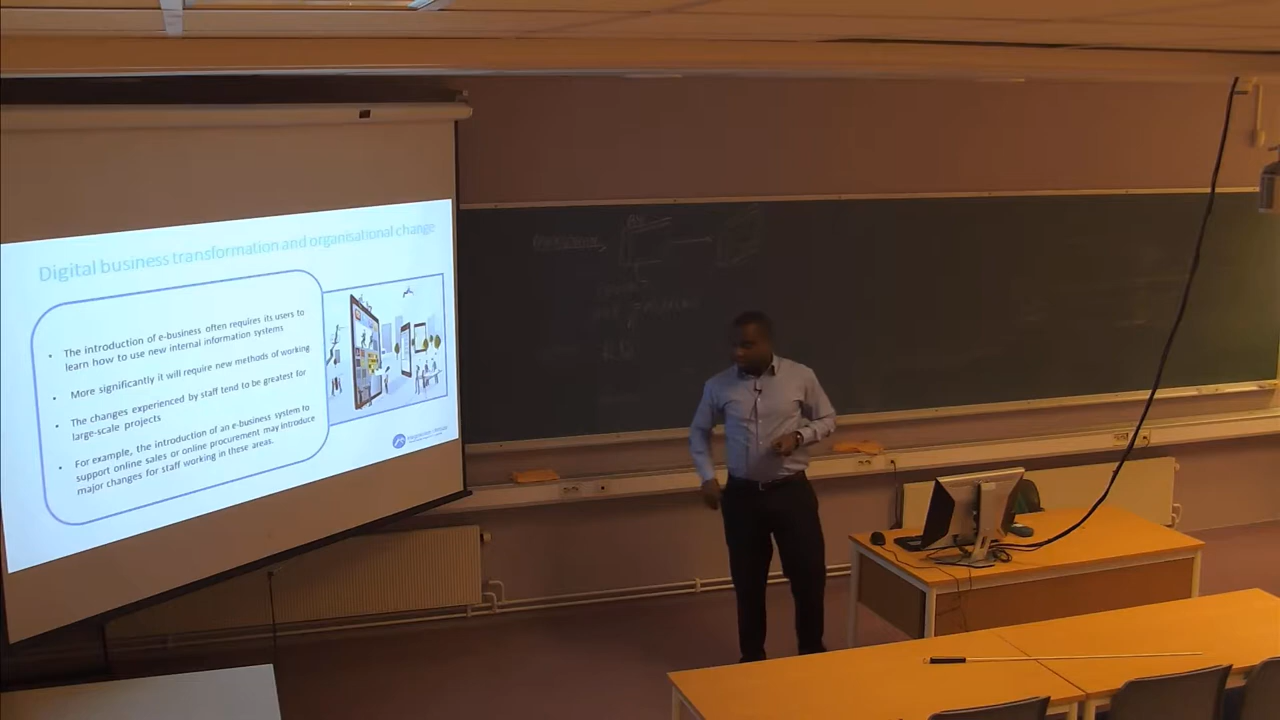 Digital business transformation and organisational change
• The introduction of e-business often requires its users to
learn how to use new internal information systems
• More significantly it will require new methods of working
• The changes experienced by staff tend to be greatest for
large-scale projects
• For example, the introduction of an e-business system to
support online sales or online procurement may introduce
major changes for staff working in these areas.